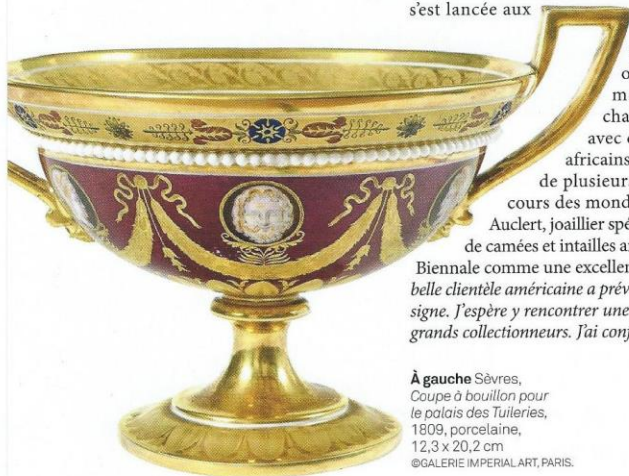 s'est lancée aux
cha
avec
africains
de plusieur
cours des mond
Auclert, joaillier spé
de camées et intailles a
Biennale comme une excellen
belle clientèle américaine a prév
signe. J'espère y rencontrer une
grands collectionneurs. J'ai conf
À gauche Sèvres,
Coupe à bouillon pour
le palais des Tuileries,
1809, porcelaine,
12,3 x 20,2 cm
©GALERIE IMPERIAL ART, PARIS.